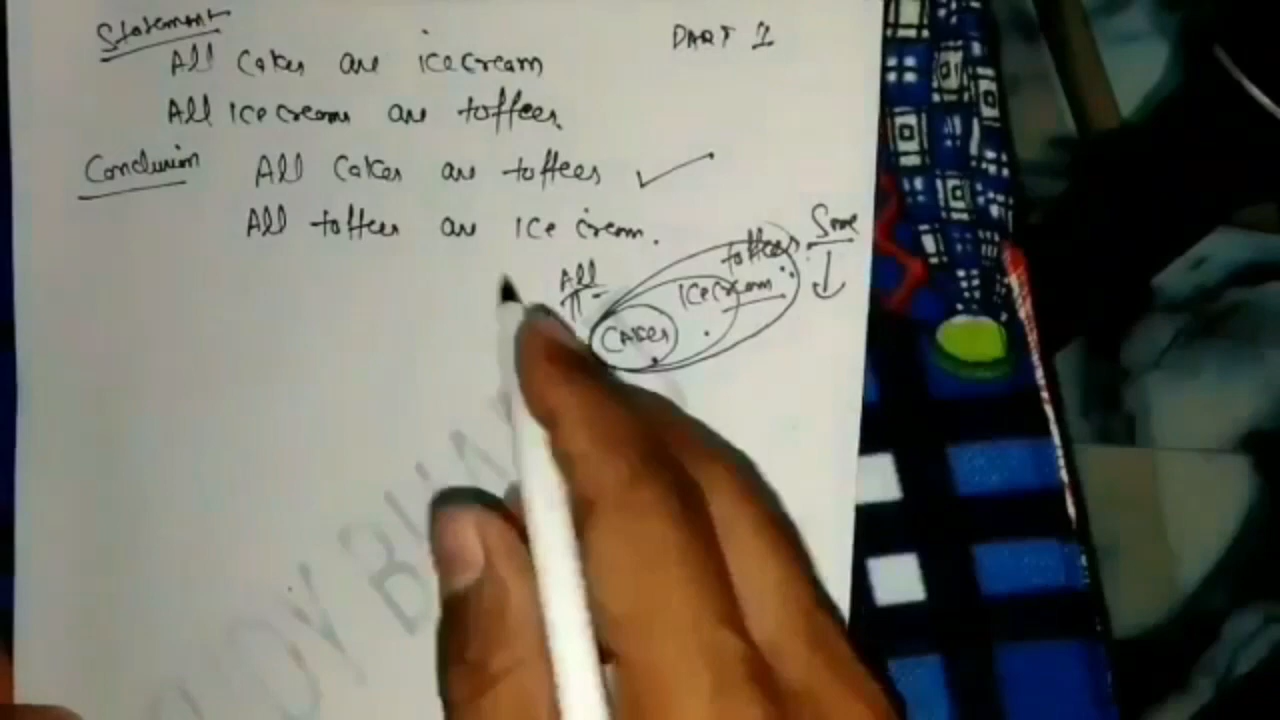 Statement
PART 1
All Cakes are icecream
All Icecreams are toffees.
Conclusion
All Cakes are toffees ✓
All toffees are Ice cream.
Some
toffees
All
Icecream
Cakes